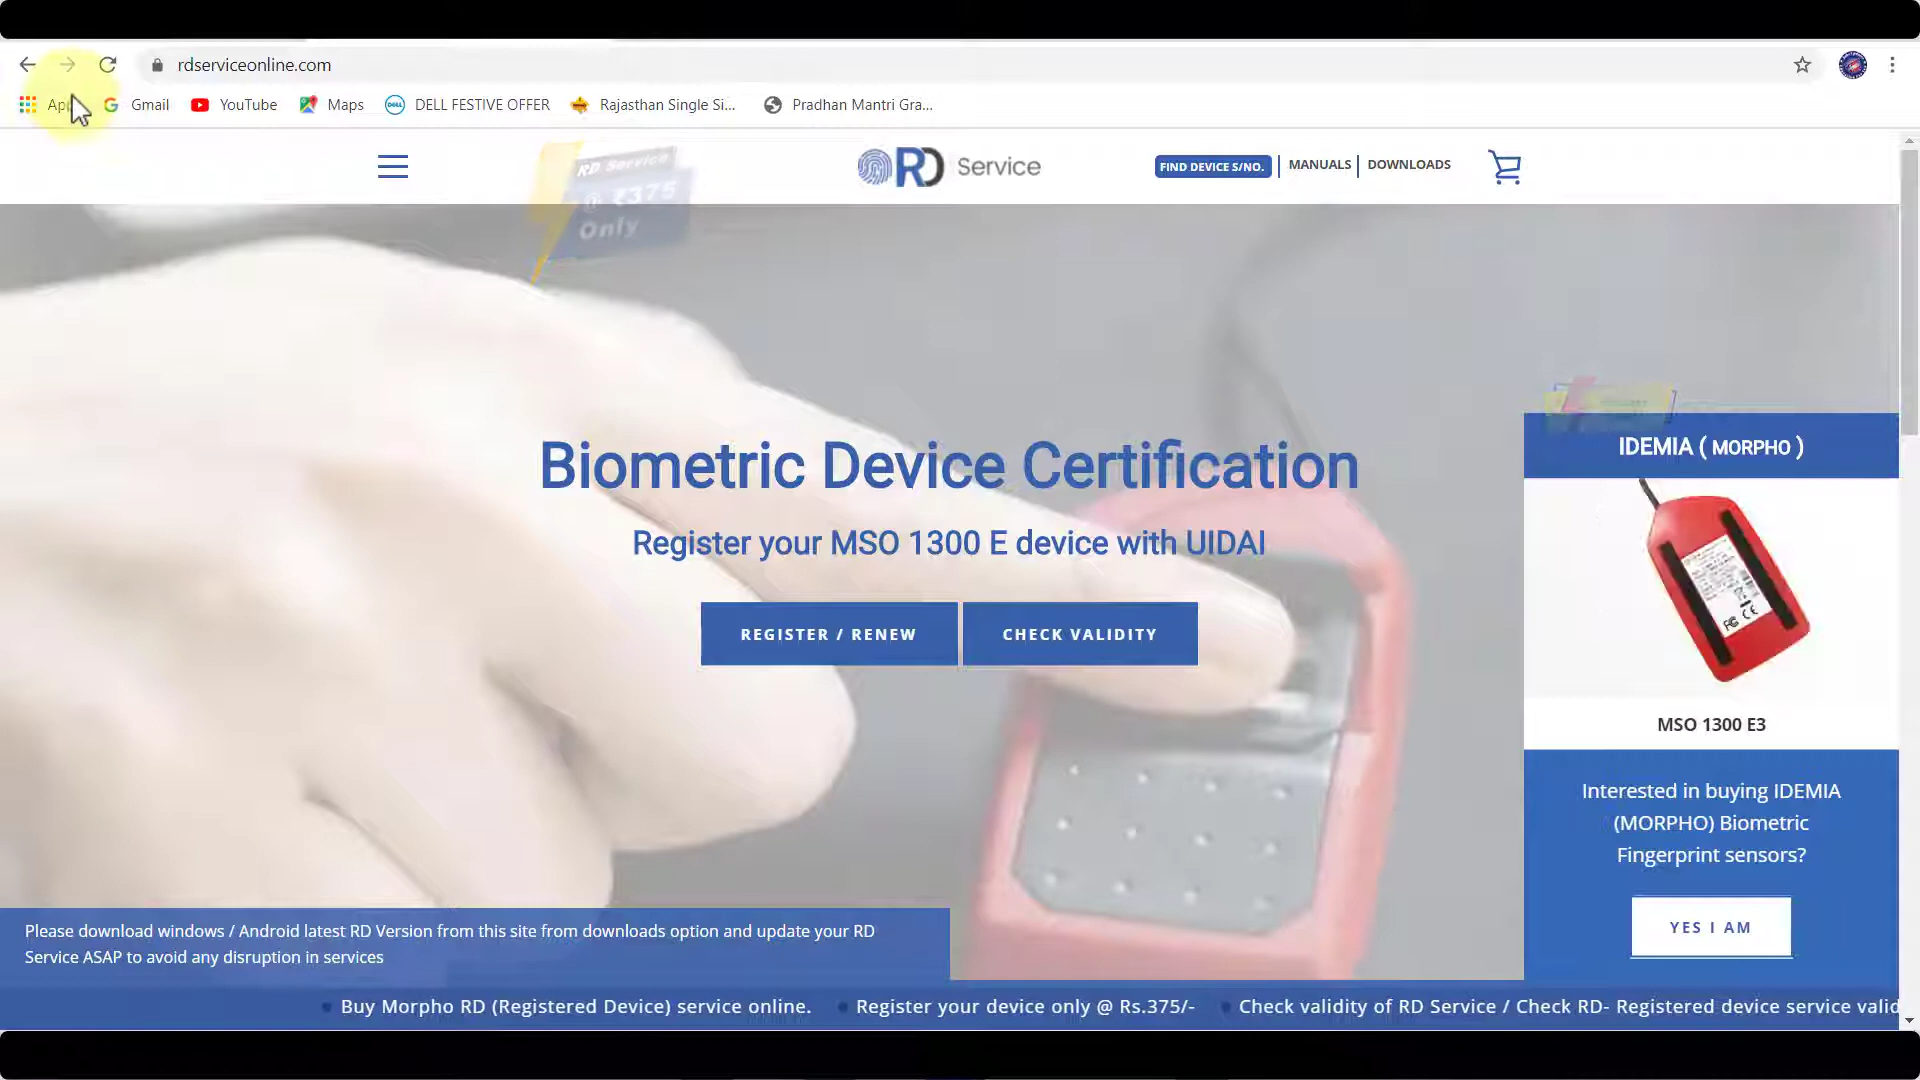 rdserviceonline.com
Gmail
YouTube
Maps
DELL FESTIVE OFFER
Rajasthan Single Si...
Pradhan Mantri Gra...
RD Service
@ ₹375
Only
RD Service
FIND DEVICE S/NO.
MANUALS
DOWNLOADS
Biometric Device Certification
Register your MSO 1300 E device with UIDAI
REGISTER / RENEW
CHECK VALIDITY
IDEMIA ( MORPHO )
MSO 1300 E3
Interested in buying IDEMIA
(MORPHO) Biometric
Fingerprint sensors?
YES I AM
Please download windows / Android latest RD Version from this site from downloads option and update your RD
Service ASAP to avoid any disruption in services
Buy Morpho RD (Registered Device) service online.
Register your device only @ Rs.375/-
Check validity of RD Service / Check RD- Registered device service valid